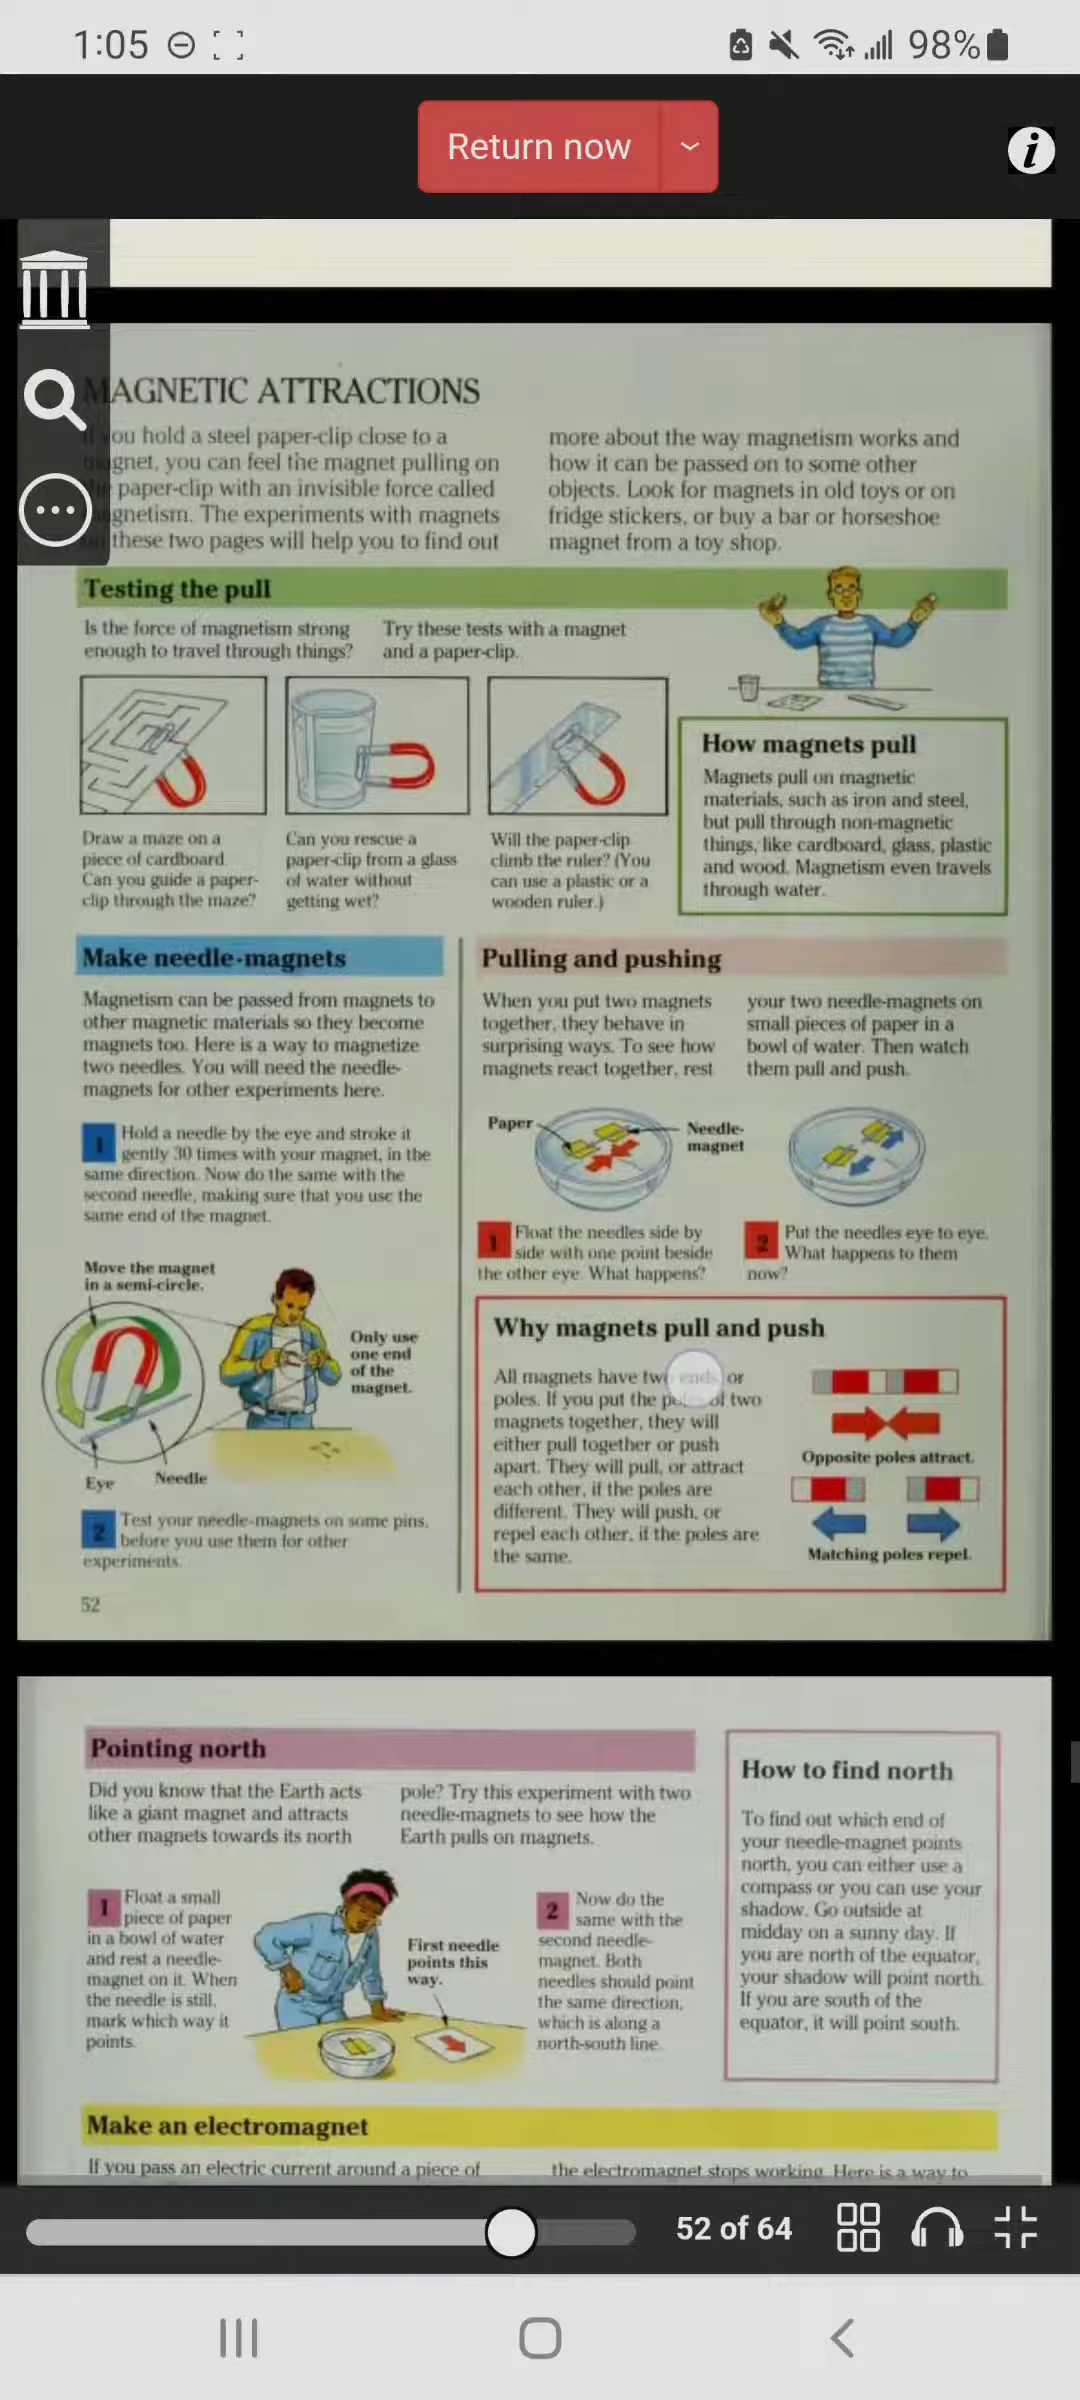 1:05
98%
Return now
MAGNETIC ATTRACTIONS
you hold a steel paper-clip close to a
gnet, you can feel the magnet pulling on
paper-clip with an invisible force called
gnetism. The experiments with magnets
these two pages will help you to find out
more about the way magnetism works and
how it can be passed on to some other
objects. Look for magnets in old toys or on
fridge stickers, or buy a bar or horseshoe
magnet from a toy shop.
Testing the pull
Is the force of magnetism strong
enough to travel through things?
Try these tests with a magnet
and a paper-clip.
Draw a maze on a
piece of cardboard.
Can you guide a paper-
clip through the maze?
Can you rescue a
paper-clip from a glass
of water without
getting wet?
Will the paper-clip
climb the ruler? (You
can use a plastic or a
wooden ruler.)
How magnets pull
Magnets pull on magnetic
materials, such as iron and steel,
but pull through non-magnetic
things, like cardboard, glass, plastic
and wood. Magnetism even travels
through water.
Make needle-magnets
Magnetism can be passed from magnets to
other magnetic materials so they become
magnets too. Here is a way to magnetize
two needles. You will need the needle-
magnets for other experiments here.
1 Hold a needle by the eye and stroke it
gently 30 times with your magnet, in the
same direction. Now do the same with the
second needle, making sure that you use the
same end of the magnet.
Move the magnet
in a semi-circle.
Only use
one end
of the
magnet.
Eye
Needle
2 Test your needle-magnets on some pins,
before you use them for other
experiments.
52
Pulling and pushing
When you put two magnets
together, they behave in
surprising ways. To see how
magnets react together, rest
your two needle-magnets on
small pieces of paper in a
bowl of water. Then watch
them pull and push.
Paper
Needle-
magnet
1 Float the needles side by
side with one point beside
the other eye. What happens?
2 Put the needles eye to eye.
What happens to them
now?
Why magnets pull and push
All magnets have two ends, or
poles. If you put the poles of two
magnets together, they will
either pull together or push
apart. They will pull, or attract
each other, if the poles are
different. They will push, or
repel each other, if the poles are
the same.
Opposite poles attract.
Matching poles repel.
Pointing north
Did you know that the Earth acts
like a giant magnet and attracts
other magnets towards its north
pole? Try this experiment with two
needle-magnets to see how the
Earth pulls on magnets.
1 Float a small
piece of paper
in a bowl of water
and rest a needle-
magnet on it. When
the needle is still,
mark which way it
points.
First needle
points this
way.
2 Now do the
same with the
second needle-
magnet. Both
needles should point
the same direction,
which is along a
north-south line.
How to find north
To find out which end of
your needle-magnet points
north, you can either use a
compass or you can use your
shadow. Go outside at
midday on a sunny day. If
you are north of the equator,
your shadow will point north.
If you are south of the
equator, it will point south.
Make an electromagnet
If you pass an electric current around a piece of
the electromagnet stops working. Here is a way to
52 of 64